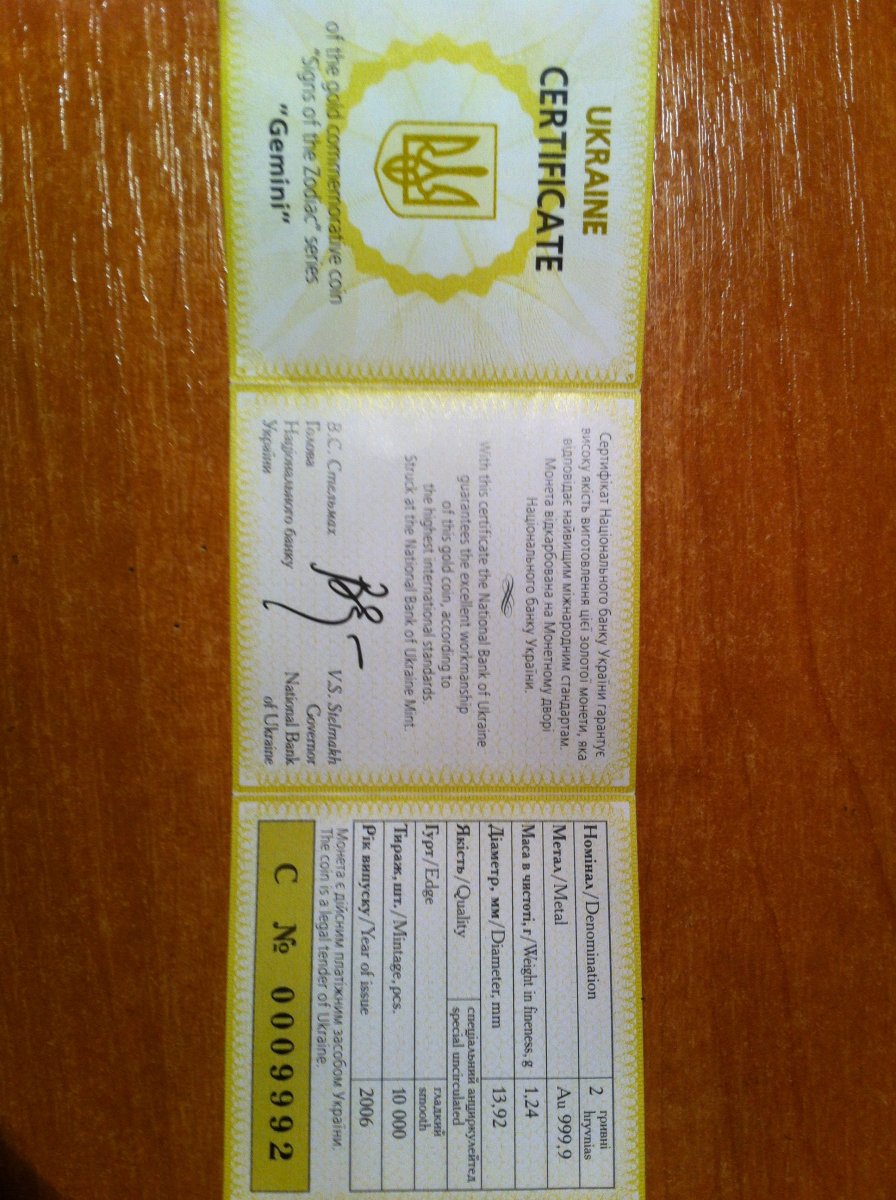 UKRAINE
CERTIFICATE
of the gold commemorative coin
"Signs of the Zodiac" series
"Gemini"
Сертифікат Національного банку України гарантує
високу якість виготовлення цієї золотої монети, яка
відповідає найвищим міжнародним стандартам.
Монета відкарбована на Монетному дворі
Національного банку України.
With this certificate the National Bank of Ukraine
guarantees the excellent workmanship
of this gold coin, according to
the highest international standards.
Struck at the National Bank of Ukraine Mint.
В.С. Стельмах
Голова
Національного банку
України
V.S. Stelmakh
Governor
National Bank
of Ukraine
Номінал/Denomination 2 гривні hryvnias
Метал/Metal Au 999,9
Маса в чистоті, г/Weight in fineness, g 1,24
Діаметр, мм/Diameter, mm 13,92
Якість/Quality спеціальний анциркулейтед special uncirculated
Гурт/Edge гладкий smooth
Тираж, шт./Mintage, pcs. 10 000
Рік випуску/Year of issue 2006
Монета є дійсним платіжним засобом України.
The coin is a legal tender of Ukraine.
С № 0009992